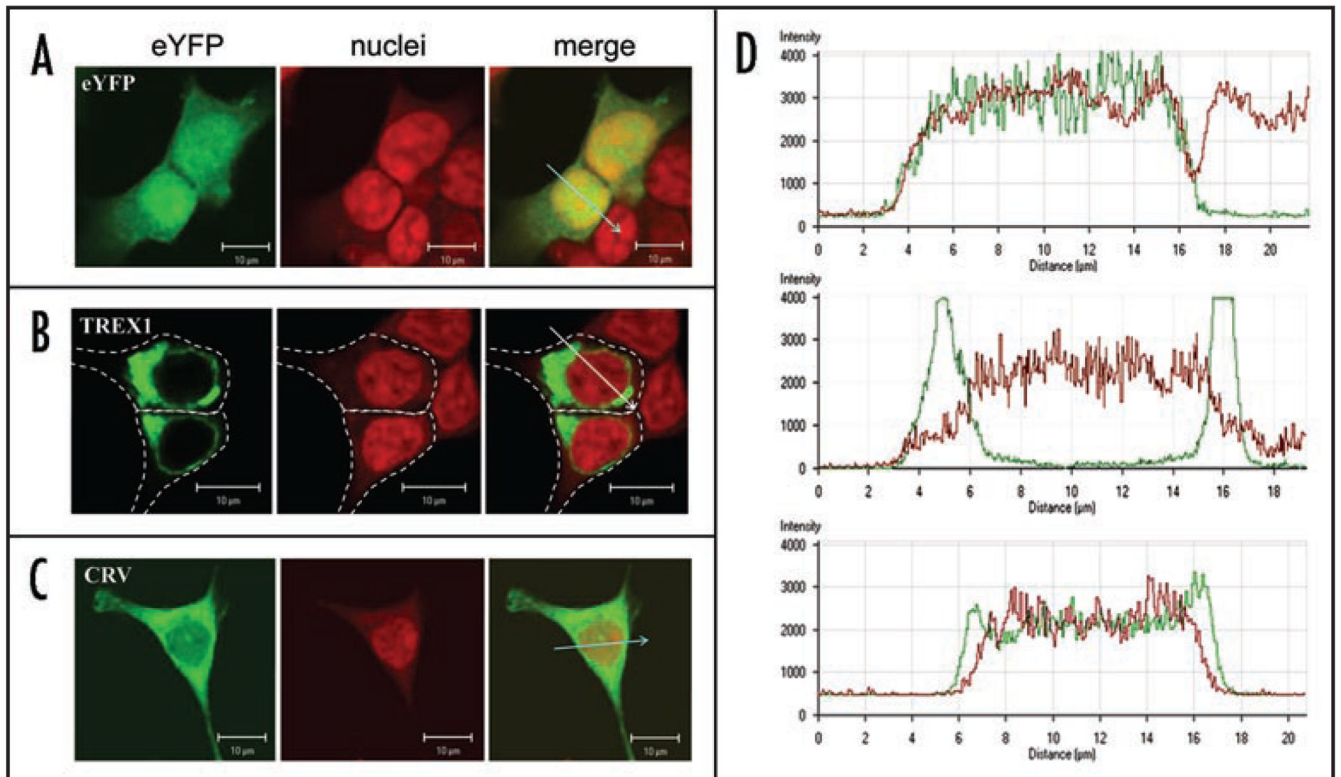 A
eYFP nuclei merge
eYFP
10 µm 10 µm 10 µm
B
TREX1
10 µm 10 µm 10 µm
C
CRV
10 µm 10 µm 10 µm
D
Intensity
4000
3000
2000
1000
0
0 2 4 6 8 10 12 14 16 18 20
Distance [µm]
Intensity
4000
3000
2000
1000
0
0 2 4 6 8 10 12 14 16 18
Distance [µm]
Intensity
4000
3000
2000
1000
0
0 2 4 6 8 10 12 14 16 18 20
Distance [µm]